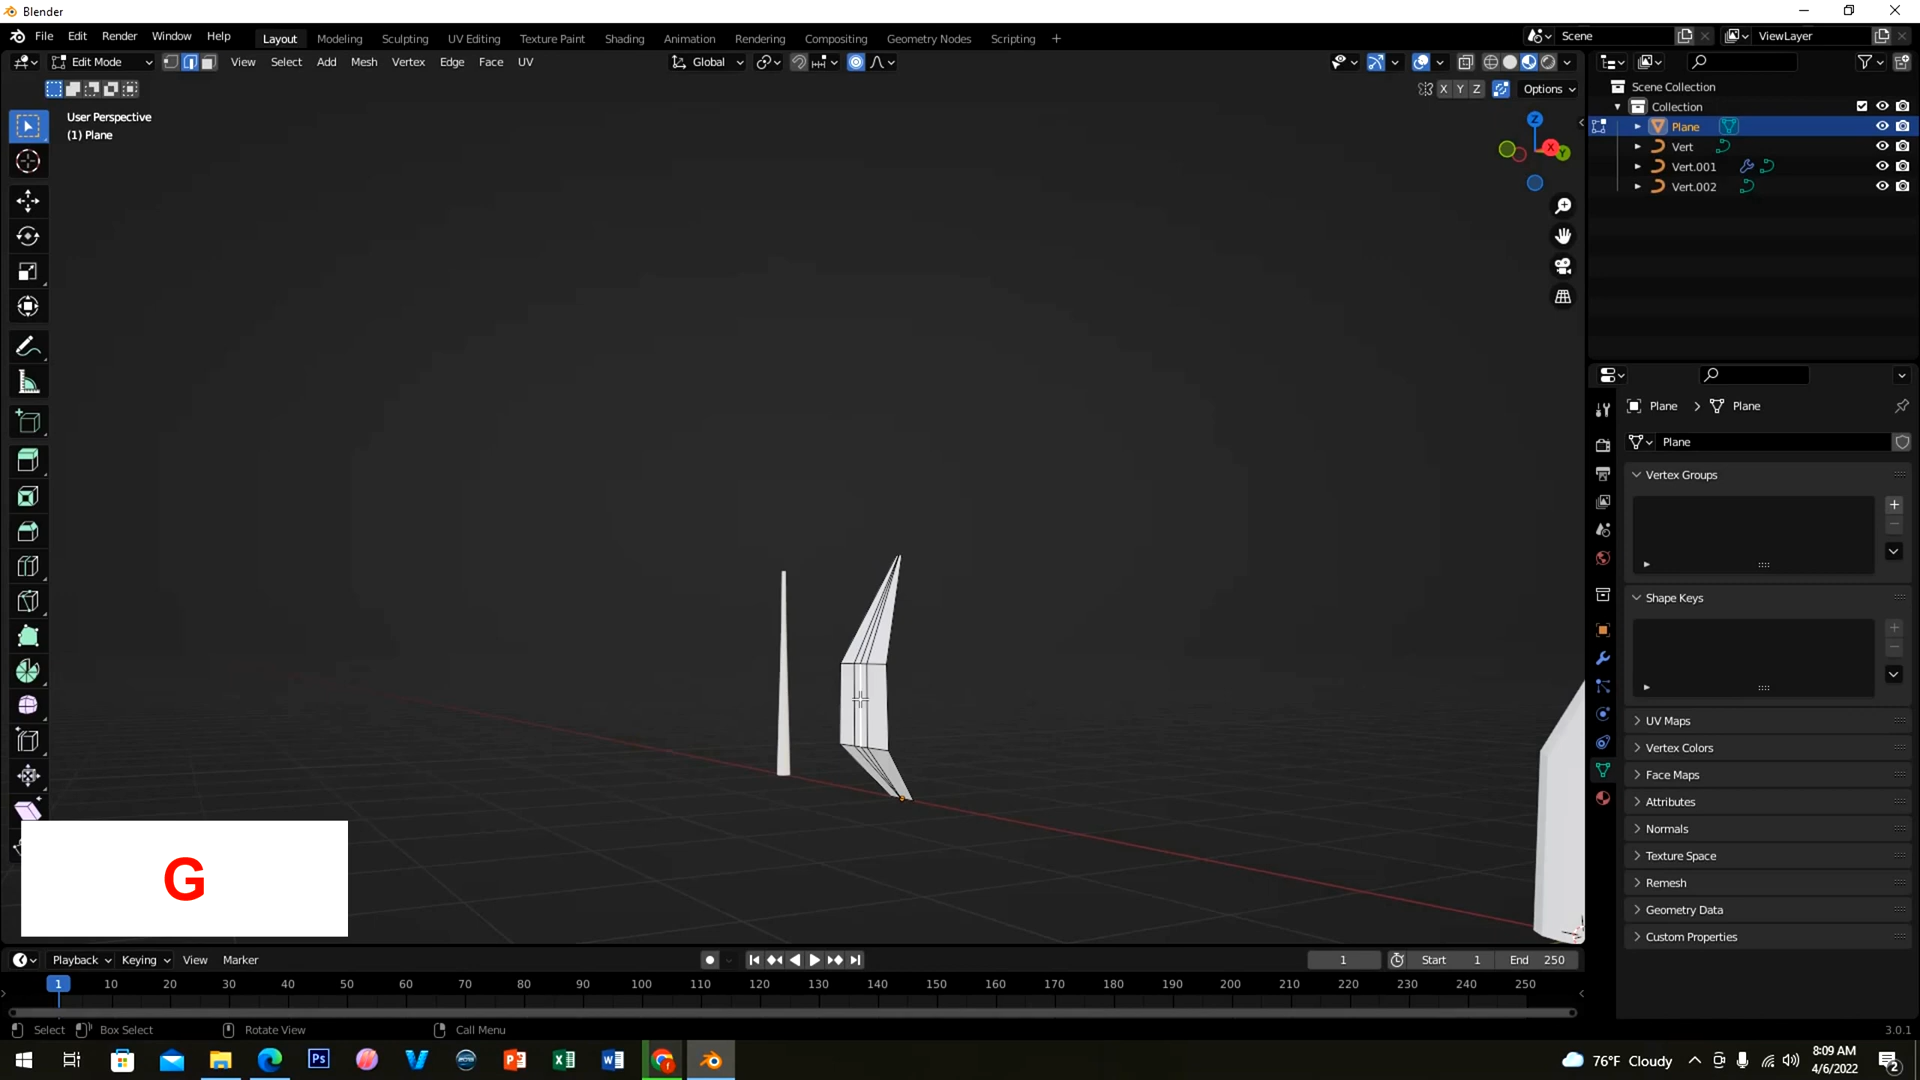 Blender
File Edit Render Window Help
Layout Modeling Sculpting UV Editing Texture Paint Shading Animation Rendering Compositing Geometry Nodes Scripting +
Scene
ViewLayer
Edit Mode View Select Add Mesh Vertex Edge Face UV
Global
X Y Z
Options
User Perspective
(1) Plane
Z
X
Y
Scene Collection
Collection
Plane
Vert
Vert.001
Vert.002
Plane > Plane
Plane
Vertex Groups
Shape Keys
UV Maps
Vertex Colors
Face Maps
Attributes
Normals
Texture Space
Remesh
Geometry Data
Custom Properties
G
Playback Keying View Marker
1
Start 1
End 250
1 10 20 30 40 50 60 70 80 90 100 110 120 130 140 150 160 170 180 190 200 210 220 230 240 250
Select Box Select Rotate View Call Menu
3.0.1
Ps
76°F Cloudy
8:09 AM
4/6/2022
2